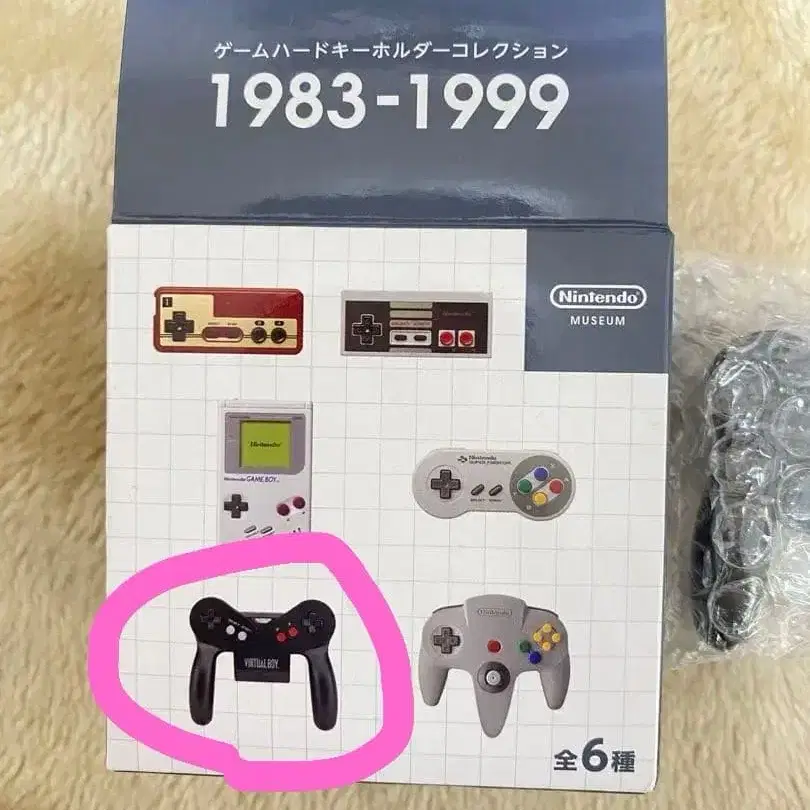 ゲームハードキーホルダーコレクション
1983-1999
Nintendo
MUSEUM
Nintendo
Nintendo GAME BOY
Nintendo
SUPER FAMICOM
VIRTUAL BOY
Nintendo
全6種